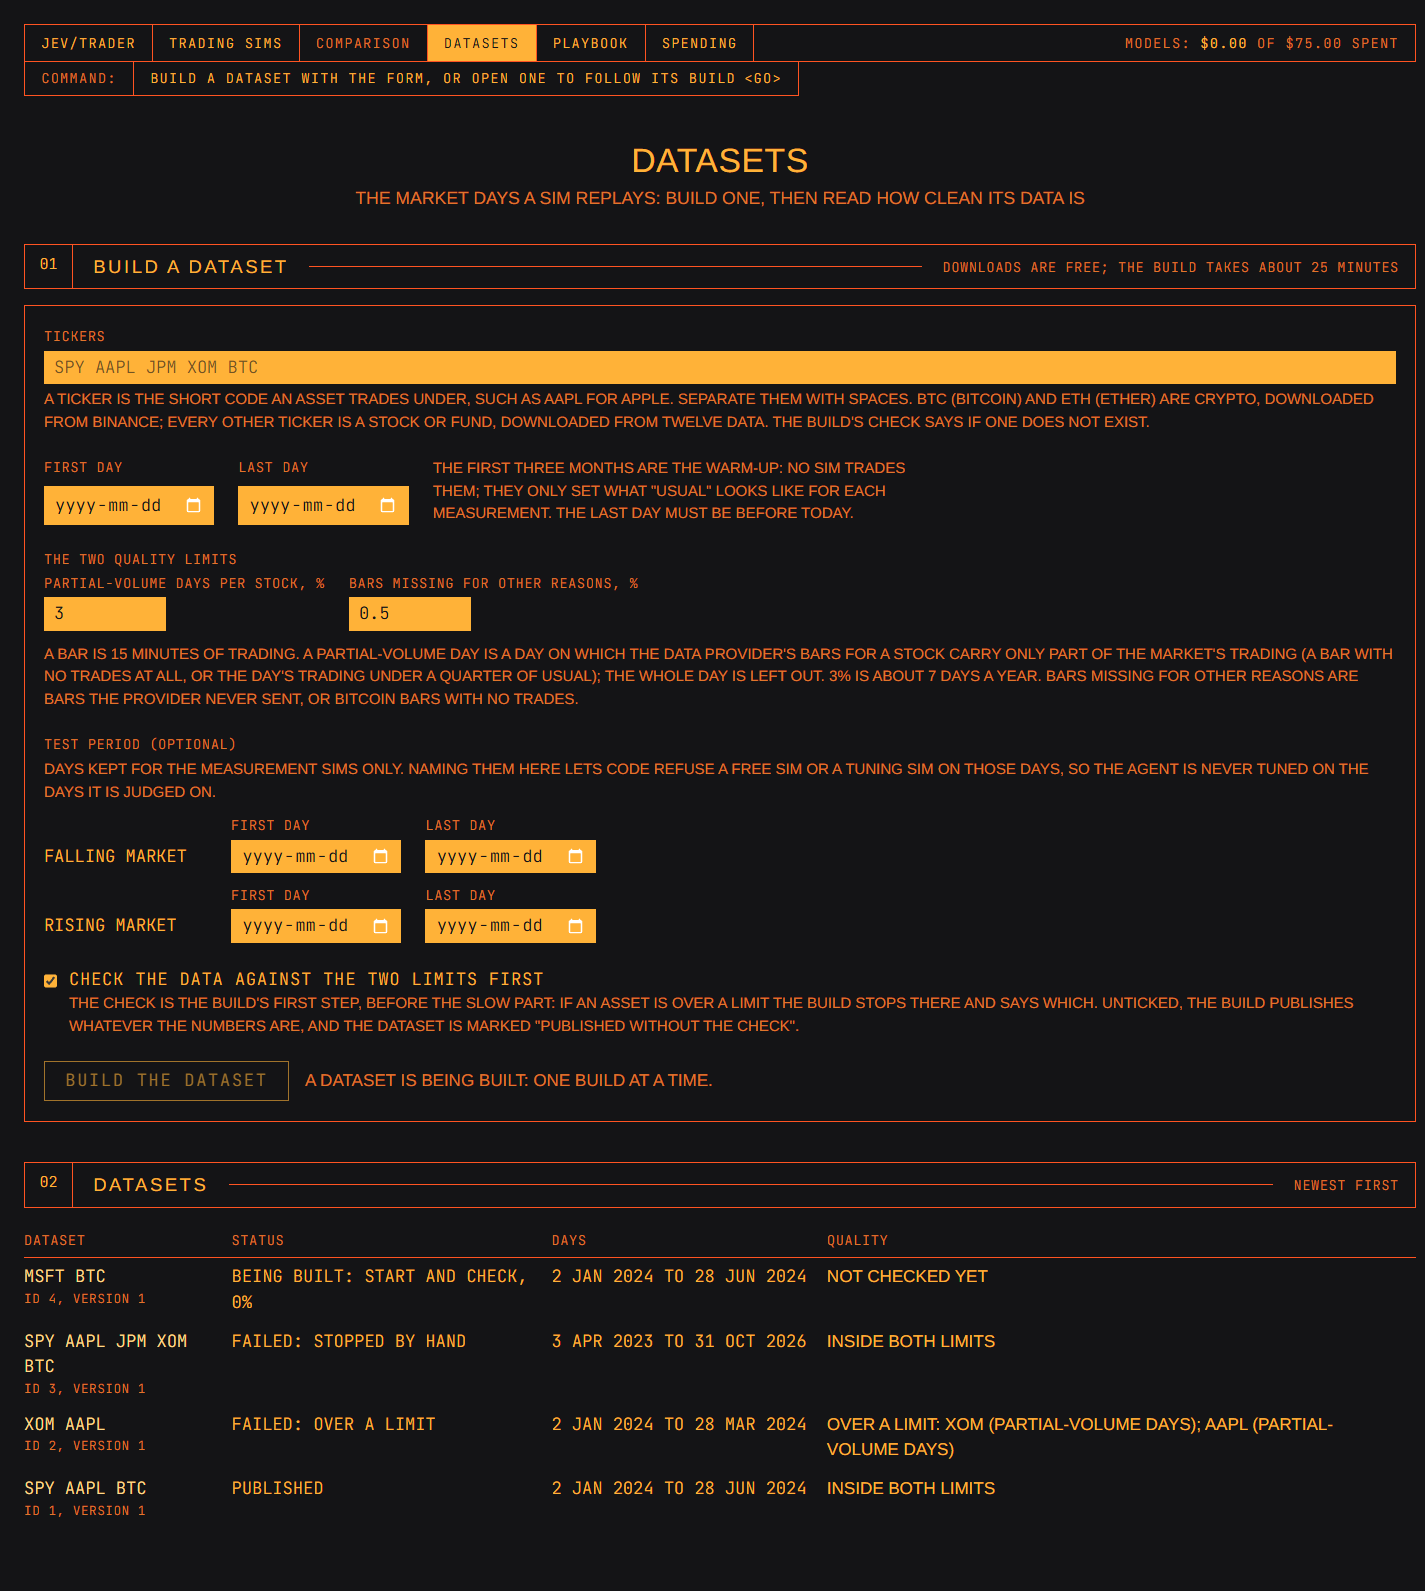 JEV/TRADER TRADING SIMS COMPARISON DATASETS PLAYBOOK SPENDING MODELS: $0.00 OF $75.00 SPENT
COMMAND: BUILD A DATASET WITH THE FORM, OR OPEN ONE TO FOLLOW ITS BUILD <GO>
DATASETS
THE MARKET DAYS A SIM REPLAYS: BUILD ONE, THEN READ HOW CLEAN ITS DATA IS
01 BUILD A DATASET DOWNLOADS ARE FREE; THE BUILD TAKES ABOUT 25 MINUTES
TICKERS
SPY AAPL JPM XOM BTC
A TICKER IS THE SHORT CODE AN ASSET TRADES UNDER, SUCH AS AAPL FOR APPLE. SEPARATE THEM WITH SPACES. BTC (BITCOIN) AND ETH (ETHER) ARE CRYPTO, DOWNLOADED
FROM BINANCE; EVERY OTHER TICKER IS A STOCK OR FUND, DOWNLOADED FROM TWELVE DATA. THE BUILD'S CHECK SAYS IF ONE DOES NOT EXIST.
FIRST DAY LAST DAY
yyyy-mm-dd yyyy-mm-dd
THE FIRST THREE MONTHS ARE THE WARM-UP: NO SIM TRADES
THEM; THEY ONLY SET WHAT "USUAL" LOOKS LIKE FOR EACH
MEASUREMENT. THE LAST DAY MUST BE BEFORE TODAY.
THE TWO QUALITY LIMITS
PARTIAL-VOLUME DAYS PER STOCK, % BARS MISSING FOR OTHER REASONS, %
3 0.5
A BAR IS 15 MINUTES OF TRADING. A PARTIAL-VOLUME DAY IS A DAY ON WHICH THE DATA PROVIDER'S BARS FOR A STOCK CARRY ONLY PART OF THE MARKET'S TRADING (A BAR WITH
NO TRADES AT ALL, OR THE DAY'S TRADING UNDER A QUARTER OF USUAL); THE WHOLE DAY IS LEFT OUT. 3% IS ABOUT 7 DAYS A YEAR. BARS MISSING FOR OTHER REASONS ARE
BARS THE PROVIDER NEVER SENT, OR BITCOIN BARS WITH NO TRADES.
TEST PERIOD (OPTIONAL)
DAYS KEPT FOR THE MEASUREMENT SIMS ONLY. NAMING THEM HERE LETS CODE REFUSE A FREE SIM OR A TUNING SIM ON THOSE DAYS, SO THE AGENT IS NEVER TUNED ON THE
DAYS IT IS JUDGED ON.
FIRST DAY LAST DAY
FALLING MARKET yyyy-mm-dd yyyy-mm-dd
FIRST DAY LAST DAY
RISING MARKET yyyy-mm-dd yyyy-mm-dd
CHECK THE DATA AGAINST THE TWO LIMITS FIRST
THE CHECK IS THE BUILD'S FIRST STEP, BEFORE THE SLOW PART: IF AN ASSET IS OVER A LIMIT THE BUILD STOPS THERE AND SAYS WHICH. UNTICKED, THE BUILD PUBLISHES
WHATEVER THE NUMBERS ARE, AND THE DATASET IS MARKED "PUBLISHED WITHOUT THE CHECK".
BUILD THE DATASET A DATASET IS BEING BUILT: ONE BUILD AT A TIME.
02 DATASETS NEWEST FIRST
DATASET STATUS DAYS QUALITY
MSFT BTC BEING BUILT: START AND CHECK, 2 JAN 2024 TO 28 JUN 2024 NOT CHECKED YET
ID 4, VERSION 1 0%
SPY AAPL JPM XOM FAILED: STOPPED BY HAND 3 APR 2023 TO 31 OCT 2026 INSIDE BOTH LIMITS
BTC
ID 3, VERSION 1
XOM AAPL FAILED: OVER A LIMIT 2 JAN 2024 TO 28 MAR 2024 OVER A LIMIT: XOM (PARTIAL-VOLUME DAYS); AAPL (PARTIAL-
ID 2, VERSION 1 VOLUME DAYS)
SPY AAPL BTC PUBLISHED 2 JAN 2024 TO 28 JUN 2024 INSIDE BOTH LIMITS
ID 1, VERSION 1